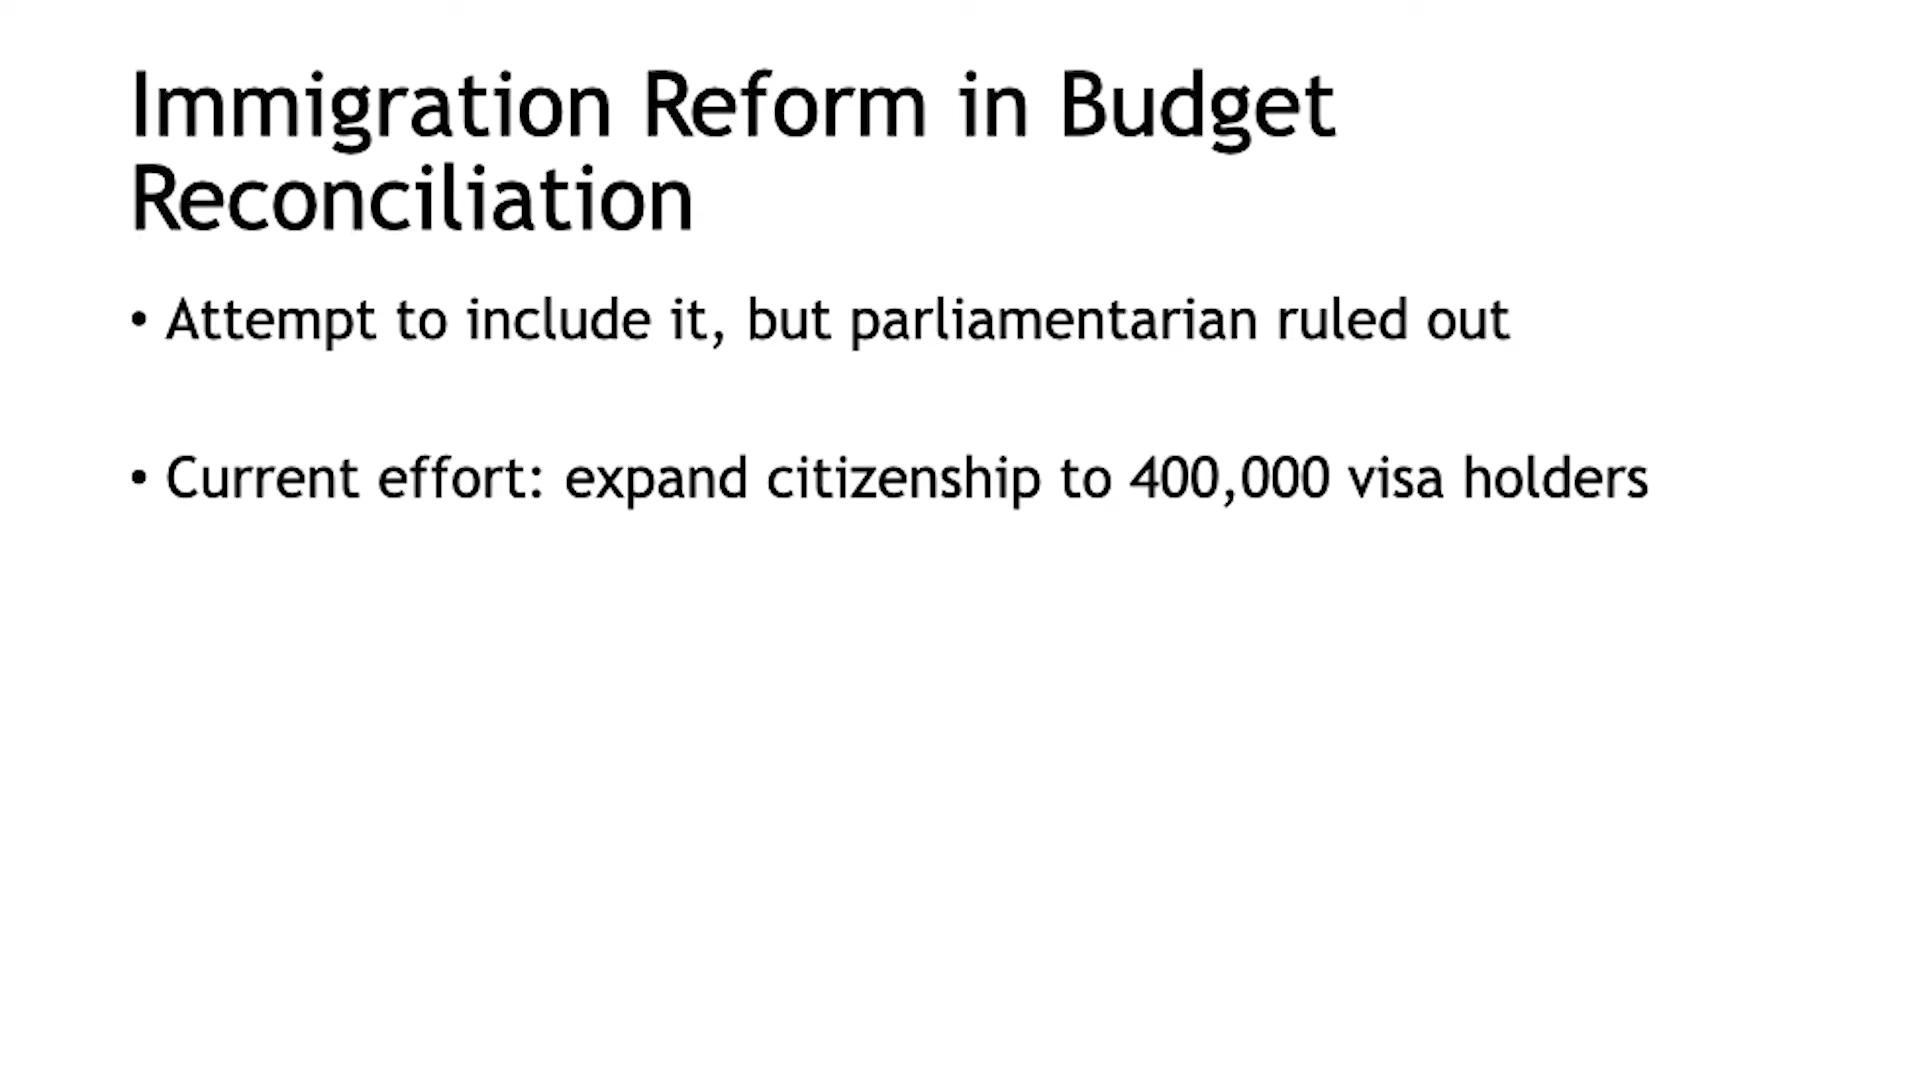 Immigration Reform in Budget
Reconciliation
• Attempt to include it, but parliamentarian ruled out
• Current effort: expand citizenship to 400,000 visa holders